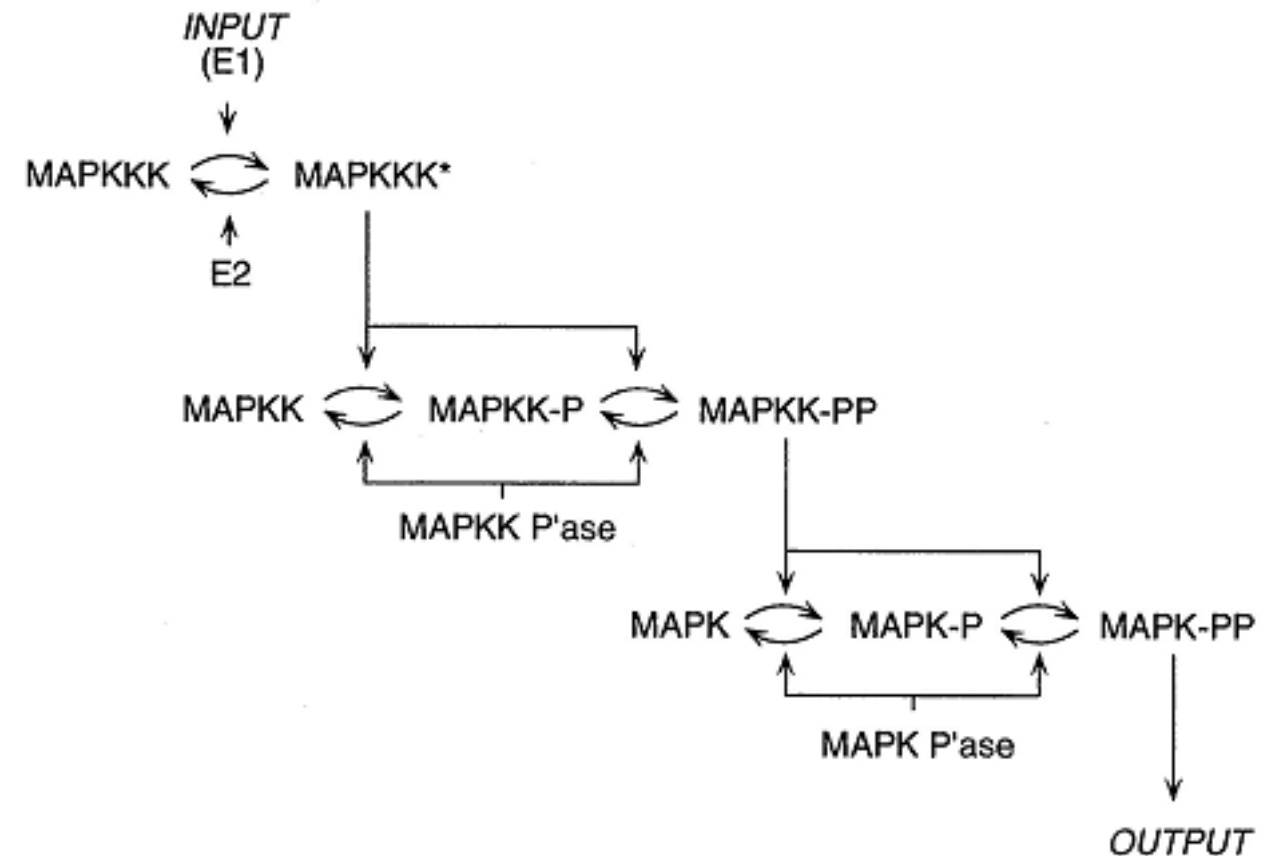 INPUT
(E1)
MAPKKK MAPKKK*
E2
MAPKK MAPKK-P MAPKK-PP
MAPKK P'ase
MAPK MAPK-P MAPK-PP
MAPK P'ase
OUTPUT